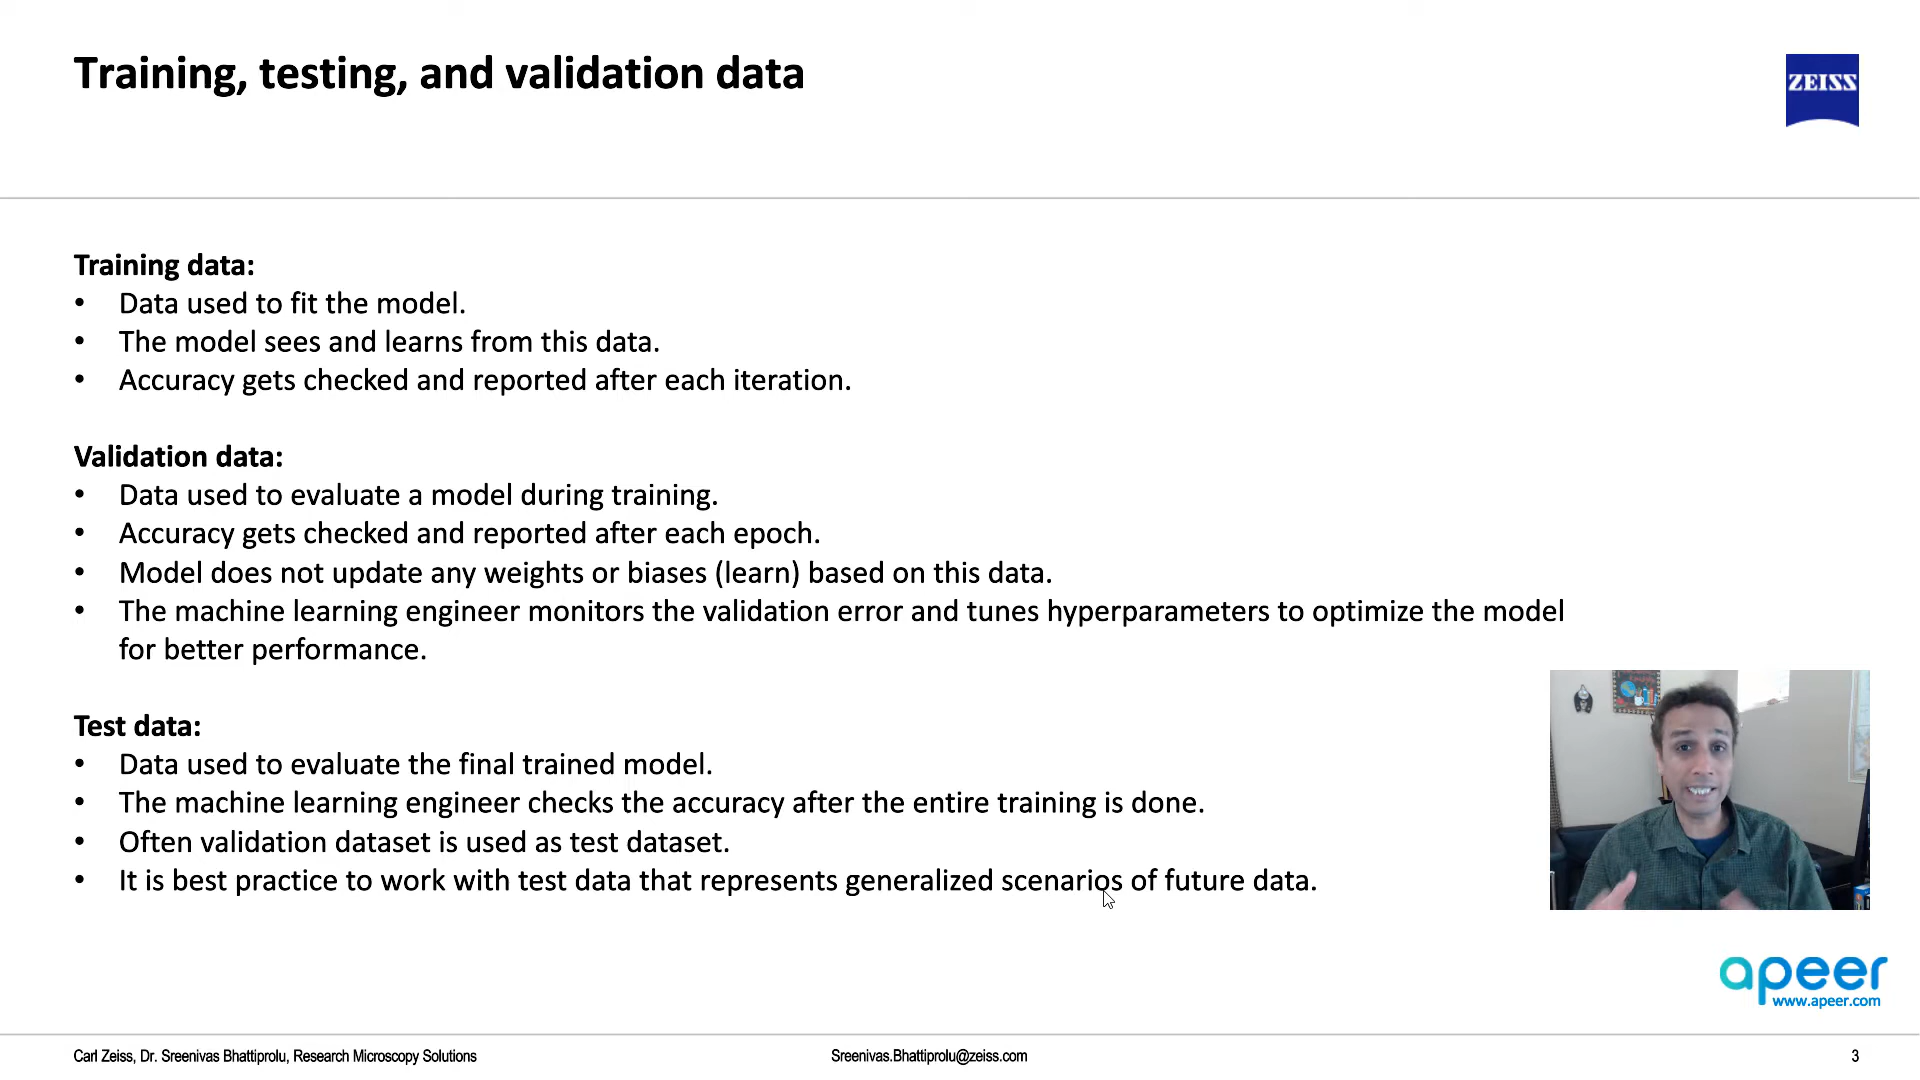 Training, testing, and validation data
ZEISS
Training data:
• Data used to fit the model.
• The model sees and learns from this data.
• Accuracy gets checked and reported after each iteration.
Validation data:
• Data used to evaluate a model during training.
• Accuracy gets checked and reported after each epoch.
• Model does not update any weights or biases (learn) based on this data.
• The machine learning engineer monitors the validation error and tunes hyperparameters to optimize the model
for better performance.
Test data:
• Data used to evaluate the final trained model.
• The machine learning engineer checks the accuracy after the entire training is done.
• Often validation dataset is used as test dataset.
• It is best practice to work with test data that represents generalized scenarios of future data.
apeer
www.apeer.com
Carl Zeiss, Dr. Sreenivas Bhattiprolu, Research Microscopy Solutions
Sreenivas.Bhattiprolu@zeiss.com
3